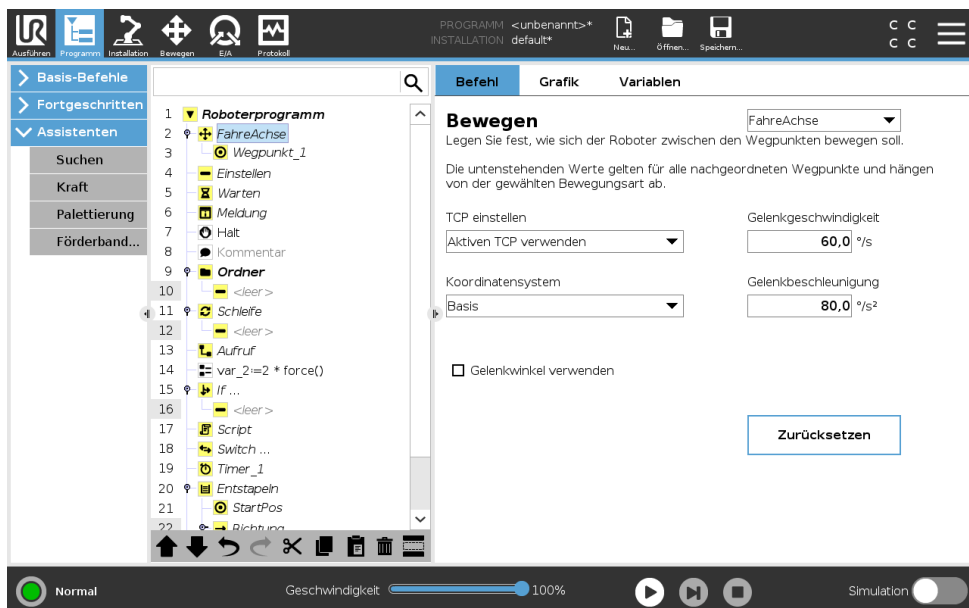 UR
PROGRAMM <unbenannt>*
INSTALLATION default*
C C
C C
Ausführen Programm Installation Bewegen E/A Protokoll Neu... Öffnen... Speichern...
Basis-Befehle
Fortgeschritten
Assistenten
Suchen
Kraft
Palettierung
Förderband...
1 Roboterprogramm
2 FahreAchse
3 Wegpunkt_1
4 Einstellen
5 Warten
6 Meldung
7 Halt
8 Kommentar
9 Ordner
10 <leer>
11 Schleife
12 <leer>
13 Aufruf
14 var_2:=2 * force()
15 If ...
16 <leer>
17 Script
18 Switch ...
19 Timer_1
20 Entstapeln
21 StartPos
22 Richtung
Befehl Grafik Variablen
Bewegen FahreAchse
Legen Sie fest, wie sich der Roboter zwischen den Wegpunkten bewegen soll.
Die untenstehenden Werte gelten für alle nachgeordneten Wegpunkte und hängen
von der gewählten Bewegungsart ab.
TCP einstellen Gelenkgeschwindigkeit
Aktiven TCP verwenden 60,0 °/s
Koordinatensystem Gelenkbeschleunigung
Basis 80,0 °/s²
Gelenkwinkel verwenden
Zurücksetzen
Normal Geschwindigkeit 100% Simulation